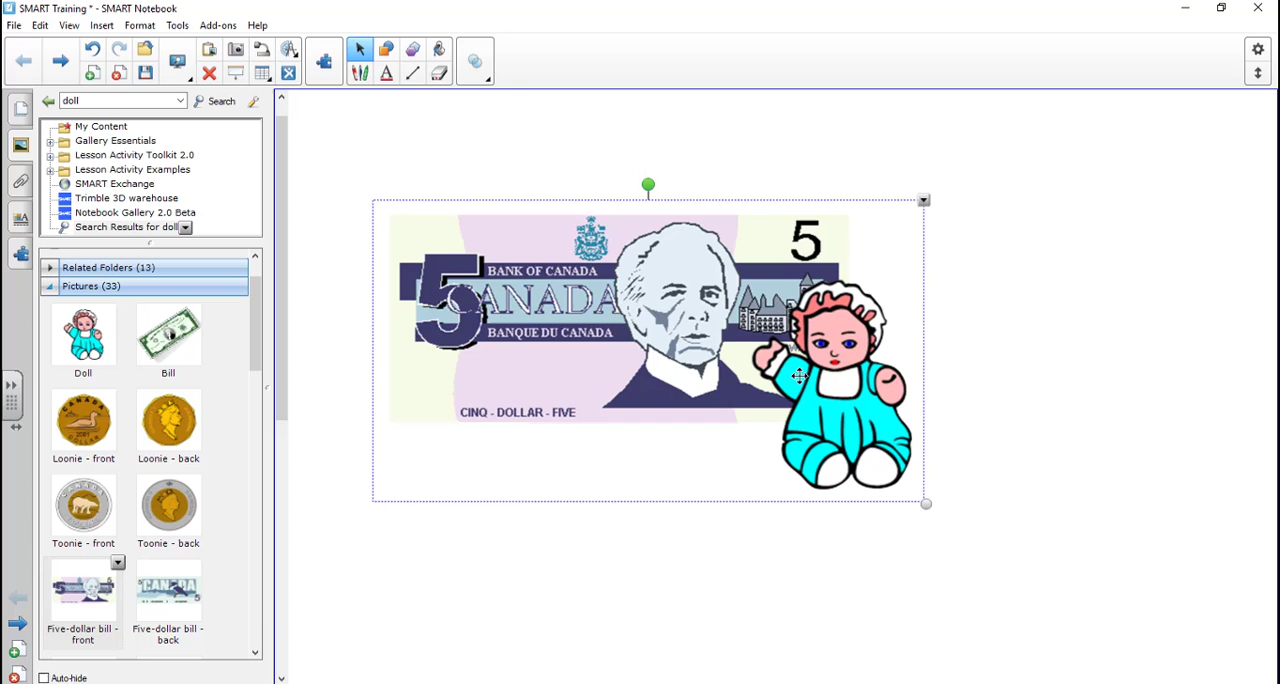 SMART Training * - SMART Notebook
File Edit View Insert Format Tools Add-ons Help
doll Search
My Content
Gallery Essentials
Lesson Activity Toolkit 2.0
Lesson Activity Examples
SMART Exchange
Trimble 3D warehouse
Notebook Gallery 2.0 Beta
Search Results for doll
Related Folders (13)
Pictures (33)
Doll Bill
Loonie - front Loonie - back
Toonie - front Toonie - back
Five-dollar bill - front
Five-dollar bill - back
Auto-hide
5
5
BANK OF CANADA
CANADA
BANQUE DU CANADA
CINQ - DOLLAR - FIVE